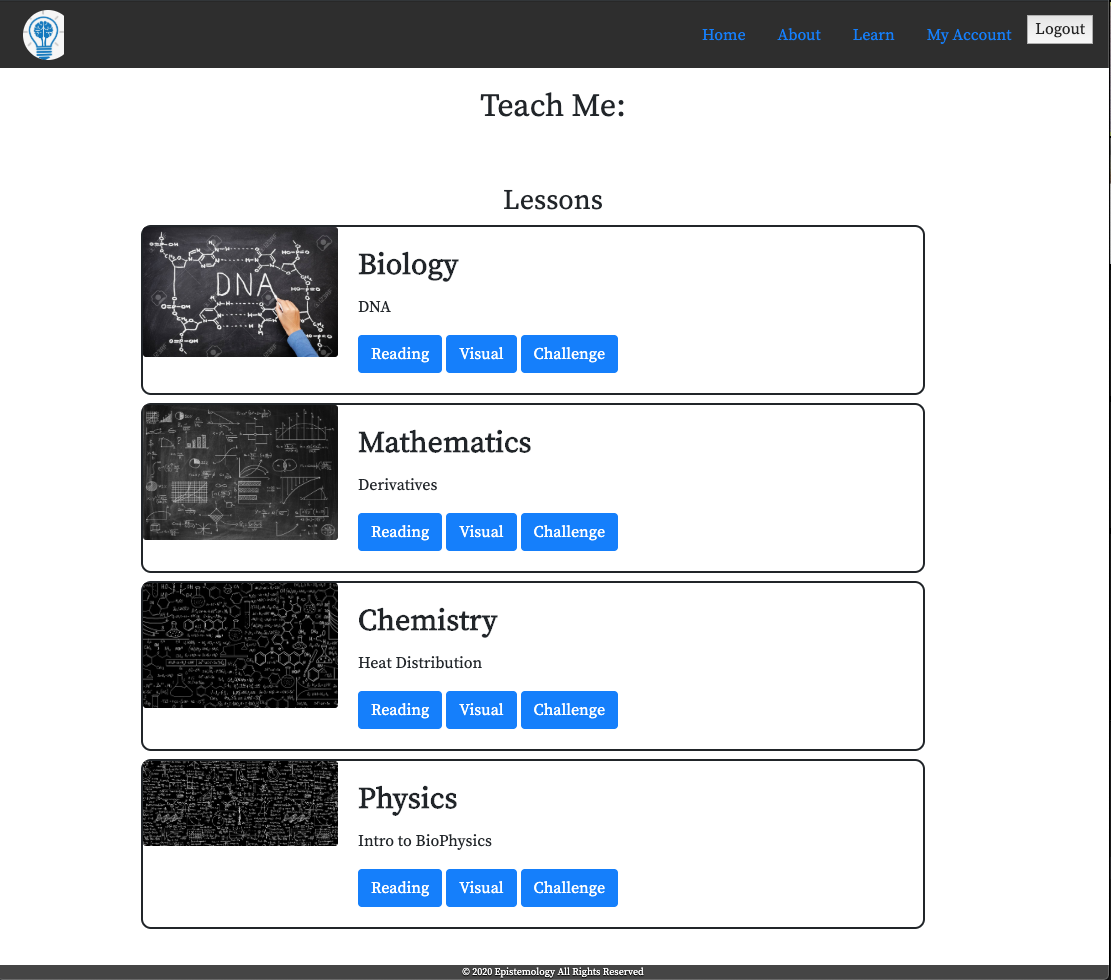 Home About Learn My Account Logout
Teach Me:
Lessons
DNA
Biology
DNA
Reading Visual Challenge
Mathematics
Derivatives
Reading Visual Challenge
Chemistry
Heat Distribution
Reading Visual Challenge
Physics
Intro to BioPhysics
Reading Visual Challenge
© 2020 Epistemology All Rights Reserved